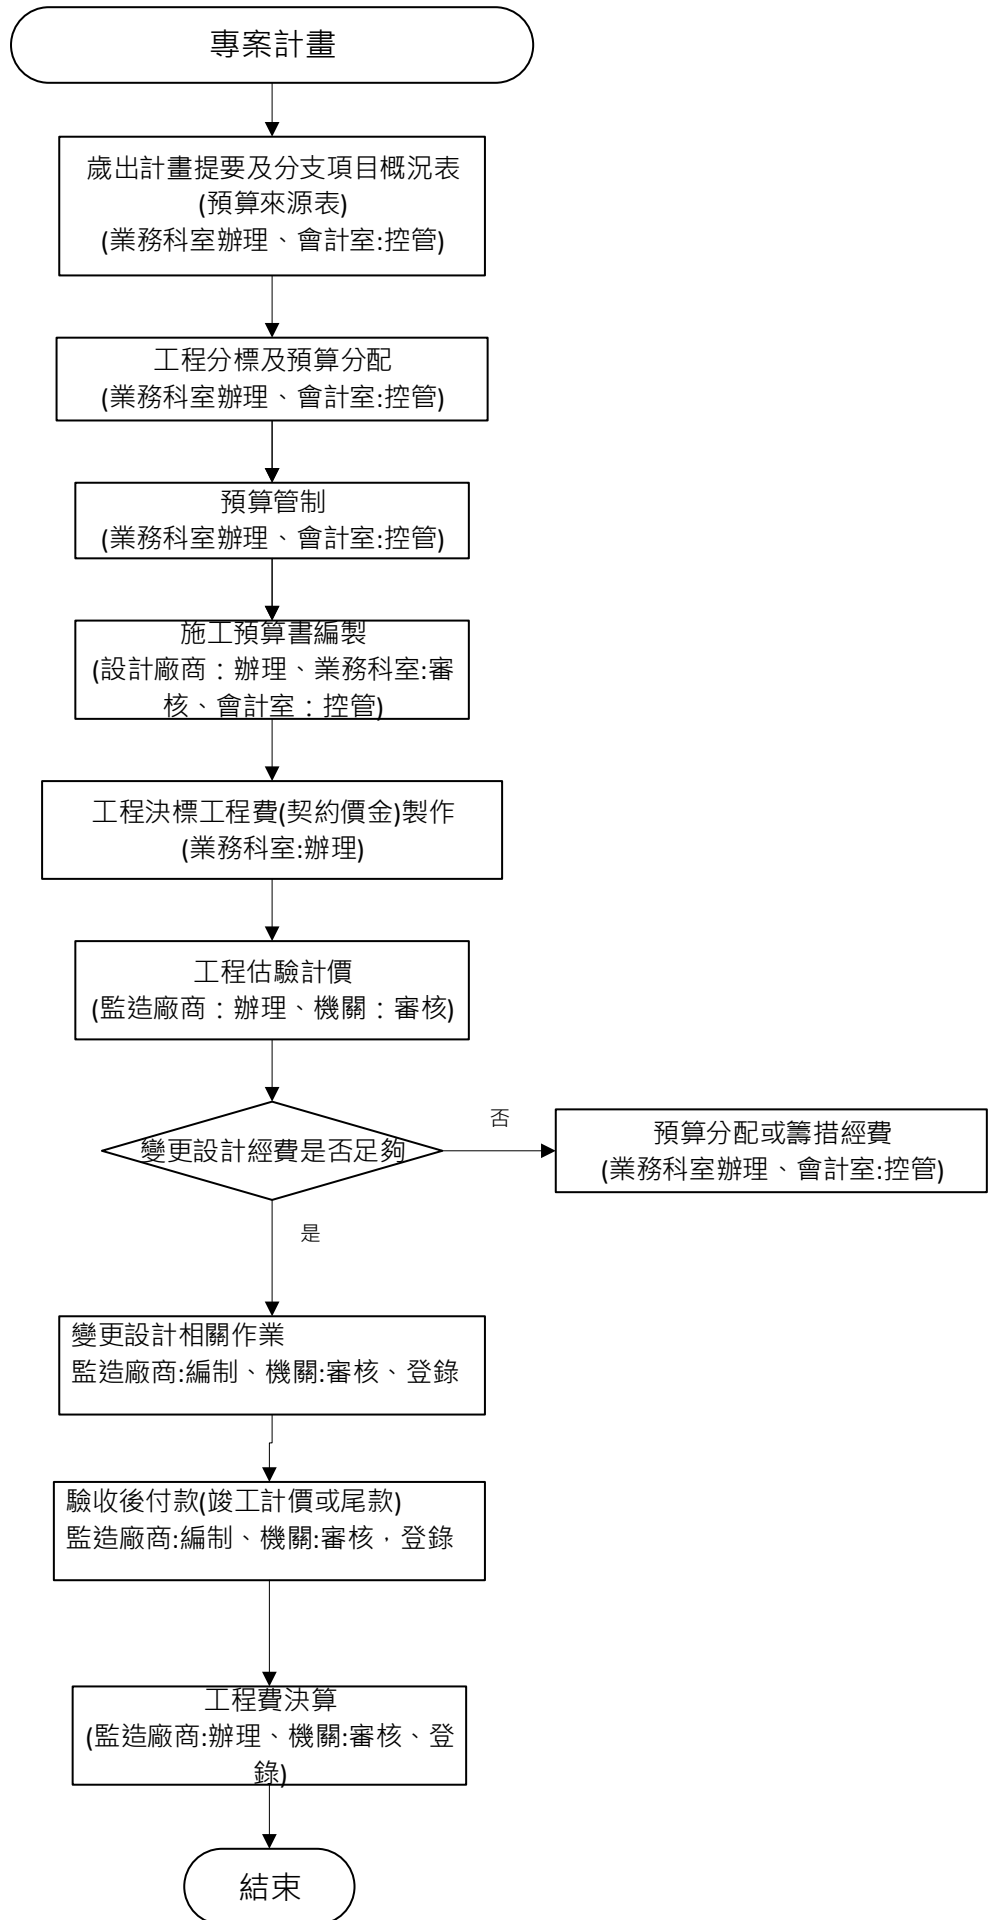 專案計畫
歲出計畫提要及分支項目概況表
(預算來源表)
(業務科室辦理、會計室:控管)
工程分標及預算分配
(業務科室辦理、會計室:控管)
預算管制
(業務科室辦理、會計室:控管)
施工預算書編製
(設計廠商：辦理、業務科室:審
核、會計室：控管)
工程決標工程費(契約價金)製作
(業務科室:辦理)
工程估驗計價
(監造廠商：辦理、機關：審核)
變更設計經費是否足夠
否
預算分配或籌措經費
(業務科室辦理、會計室:控管)
是
變更設計相關作業
監造廠商:編制、機關:審核、登錄
驗收後付款(竣工計價或尾款)
監造廠商:編制、機關:審核，登錄
工程費決算
(監造廠商:辦理、機關:審核、登
錄)
結束